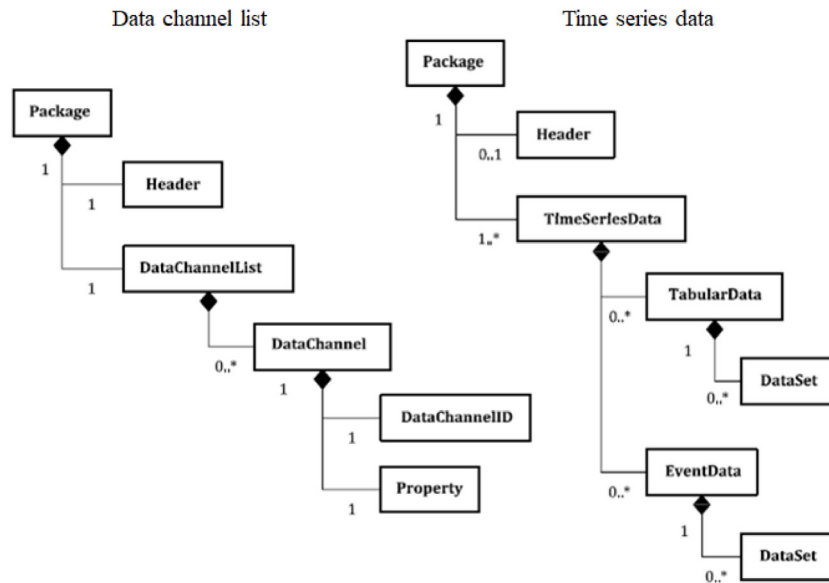 Data channel list
Package
1
Header
1
DataChannelList
1
DataChannel
0..*
1
DataChannelID
1
Property
1
Time series data
Package
1
Header
0..1
TimeSeriesData
1..*
TabularData
0..*
1
DataSet
0..*
EventData
0..*
1
DataSet
0..*